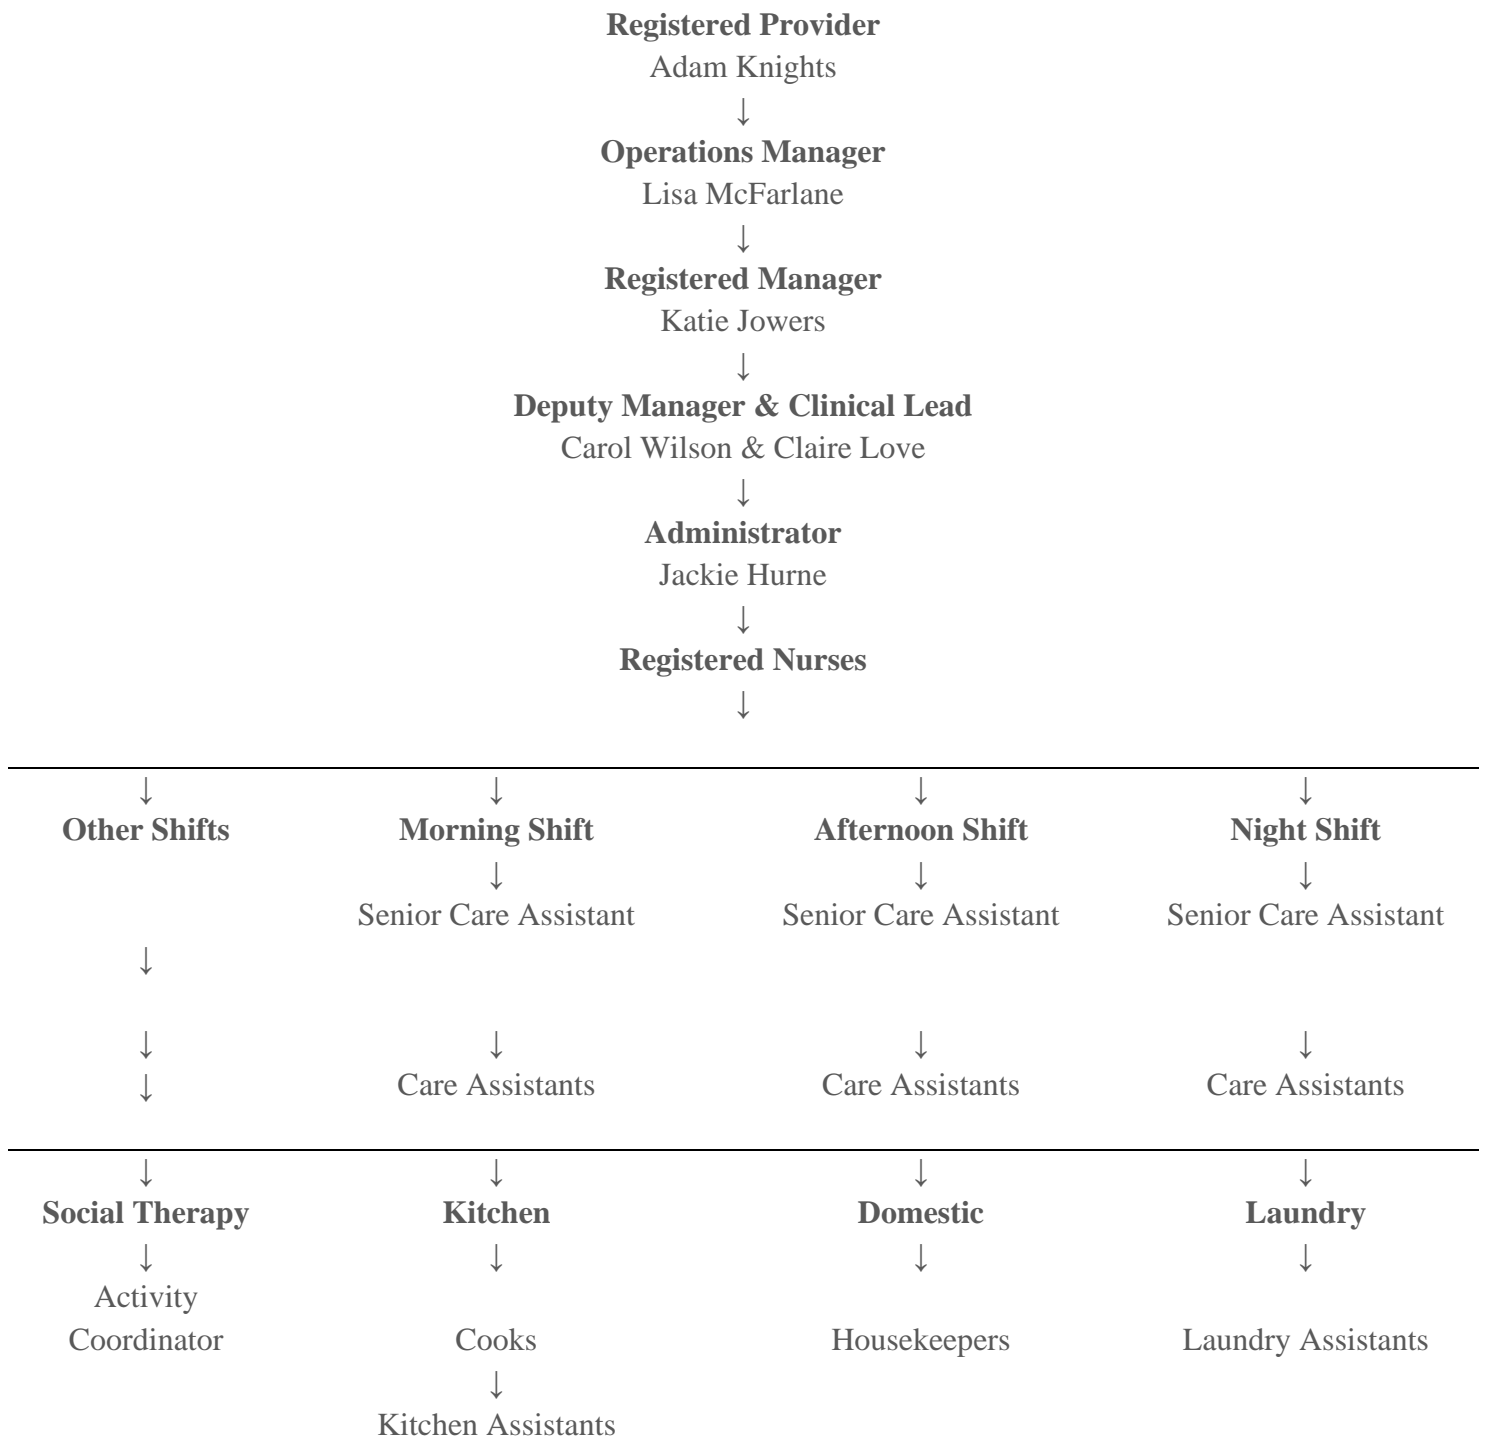 Registered Provider
Adam Knights
↓
Operations Manager
Lisa McFarlane
↓
Registered Manager
Katie Jowers
↓
Deputy Manager & Clinical Lead
Carol Wilson & Claire Love
↓
Administrator
Jackie Hurne
↓
Registered Nurses
↓
↓ ↓ ↓ ↓
Other Shifts Morning Shift Afternoon Shift Night Shift
↓ ↓ ↓
Senior Care Assistant Senior Care Assistant Senior Care Assistant
↓
↓ ↓ ↓ ↓
↓ Care Assistants Care Assistants Care Assistants
↓ ↓ ↓ ↓
Social Therapy Kitchen Domestic Laundry
↓ ↓ ↓ ↓
Activity
Coordinator Cooks Housekeepers Laundry Assistants
↓
Kitchen Assistants